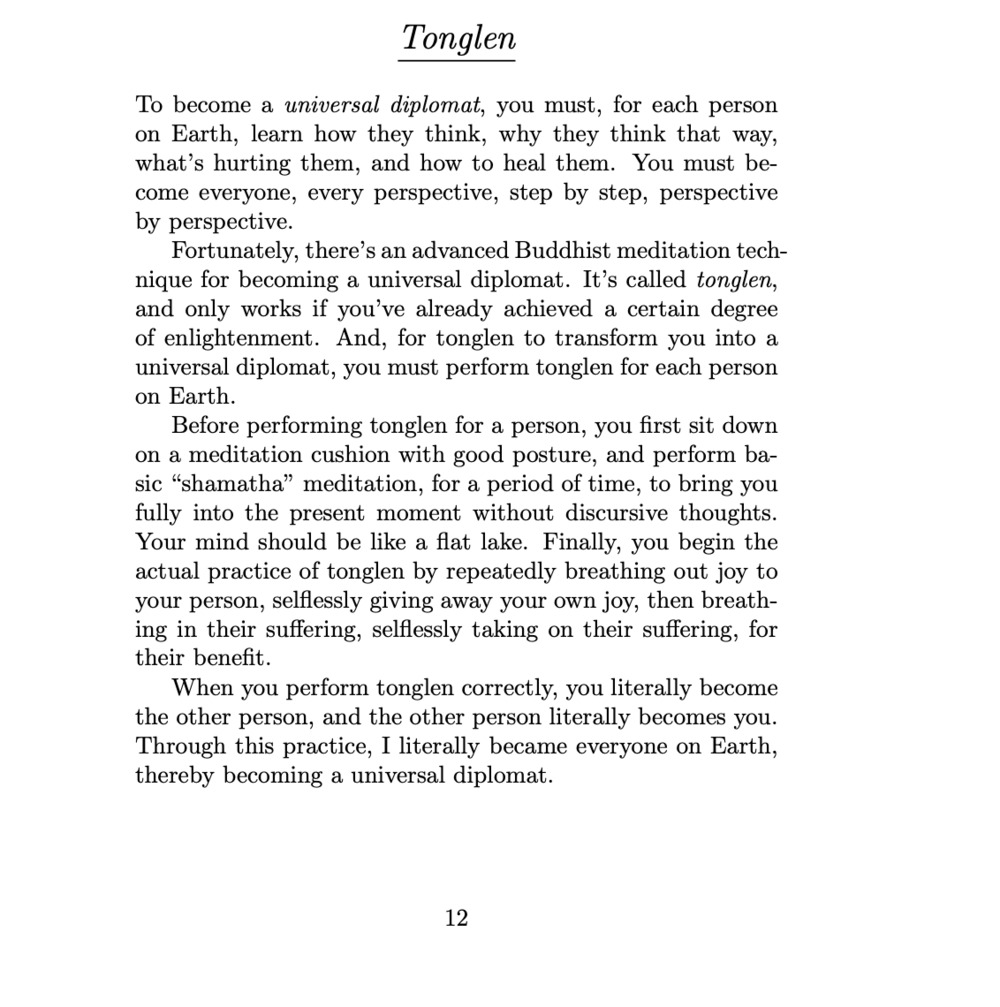 Tonglen
To become a universal diplomat, you must, for each person
on Earth, learn how they think, why they think that way,
what's hurting them, and how to heal them. You must be-
come everyone, every perspective, step by step, perspective
by perspective.
Fortunately, there's an advanced Buddhist meditation tech-
nique for becoming a universal diplomat. It's called tonglen,
and only works if you've already achieved a certain degree
of enlightenment. And, for tonglen to transform you into a
universal diplomat, you must perform tonglen for each person
on Earth.
Before performing tonglen for a person, you first sit down
on a meditation cushion with good posture, and perform ba-
sic “shamatha” meditation, for a period of time, to bring you
fully into the present moment without discursive thoughts.
Your mind should be like a flat lake. Finally, you begin the
actual practice of tonglen by repeatedly breathing out joy to
your person, selflessly giving away your own joy, then breath-
ing in their suffering, selflessly taking on their suffering, for
their benefit.
When you perform tonglen correctly, you literally become
the other person, and the other person literally becomes you.
Through this practice, I literally became everyone on Earth,
thereby becoming a universal diplomat.
12